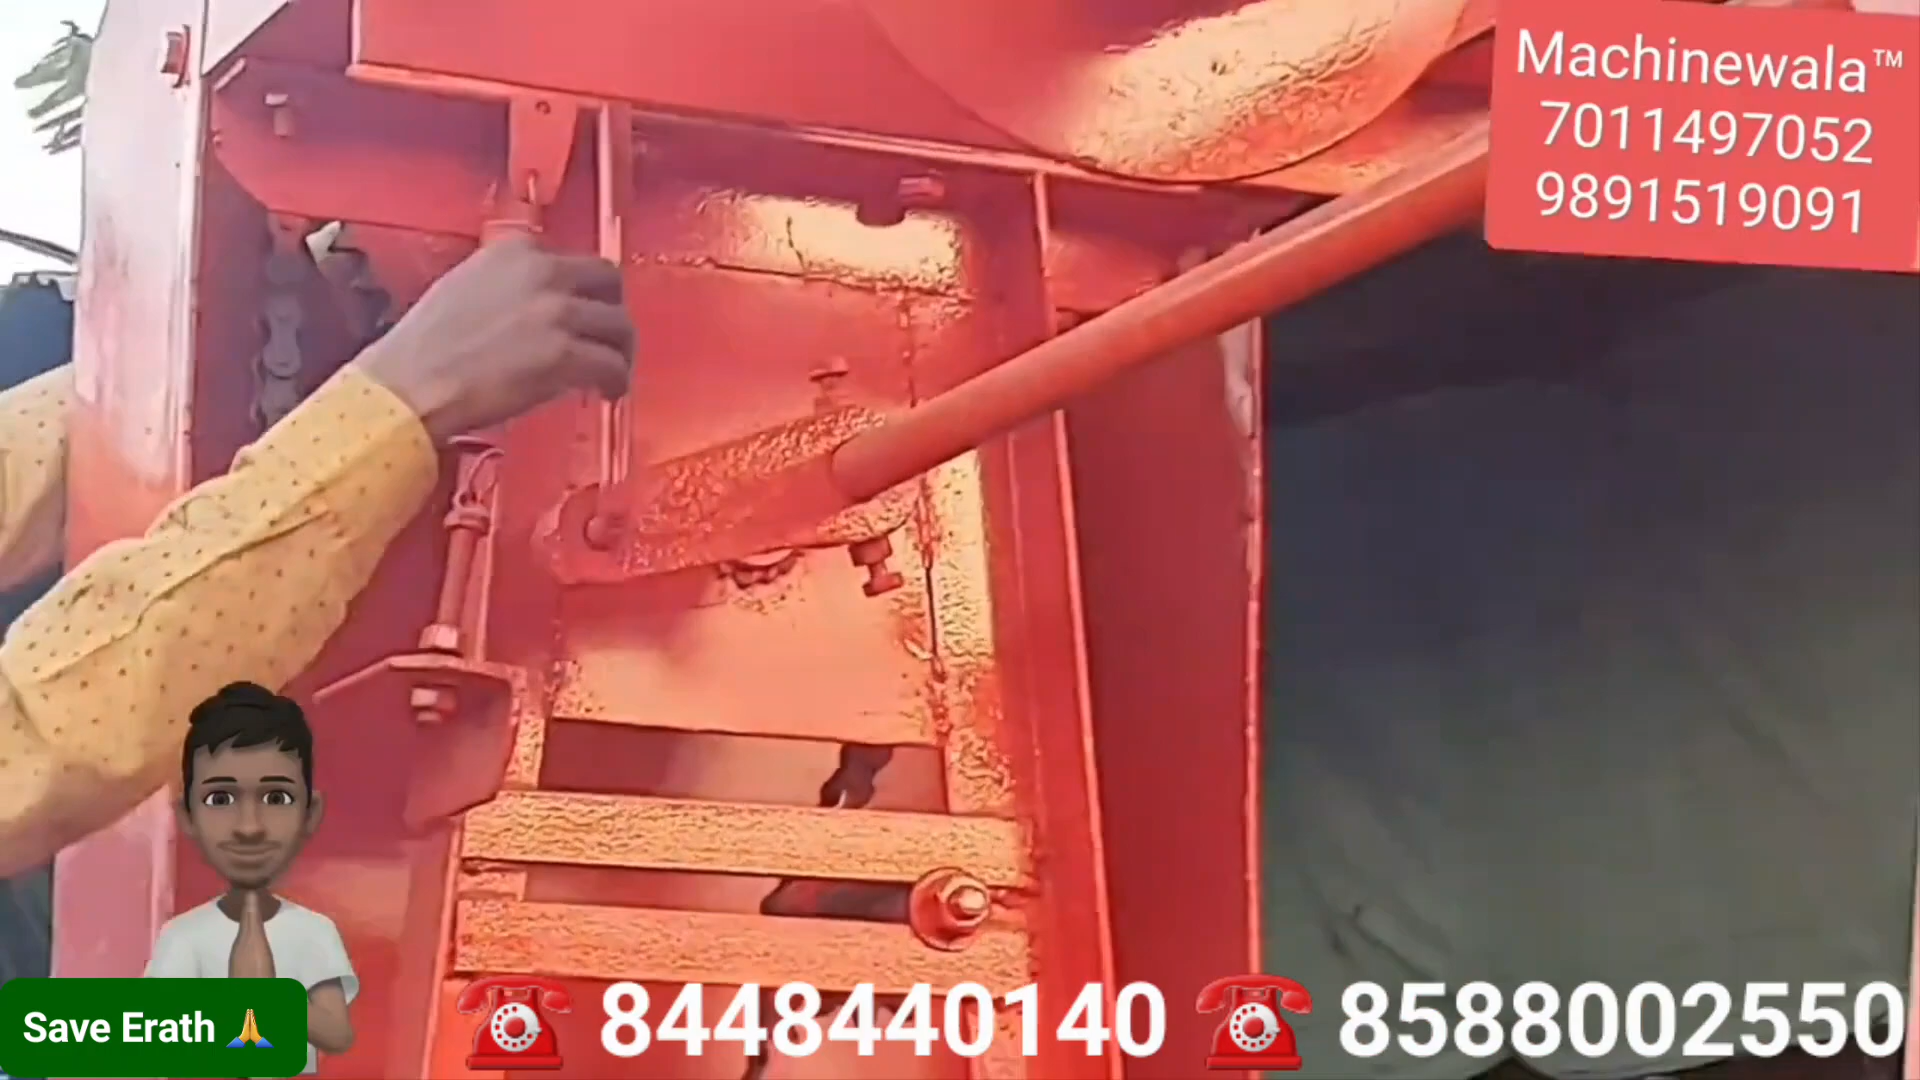 Machinewala™
7011497052
9891519091
Save Erath 🙏
☎️ 8448440140 ☎️ 8588002550